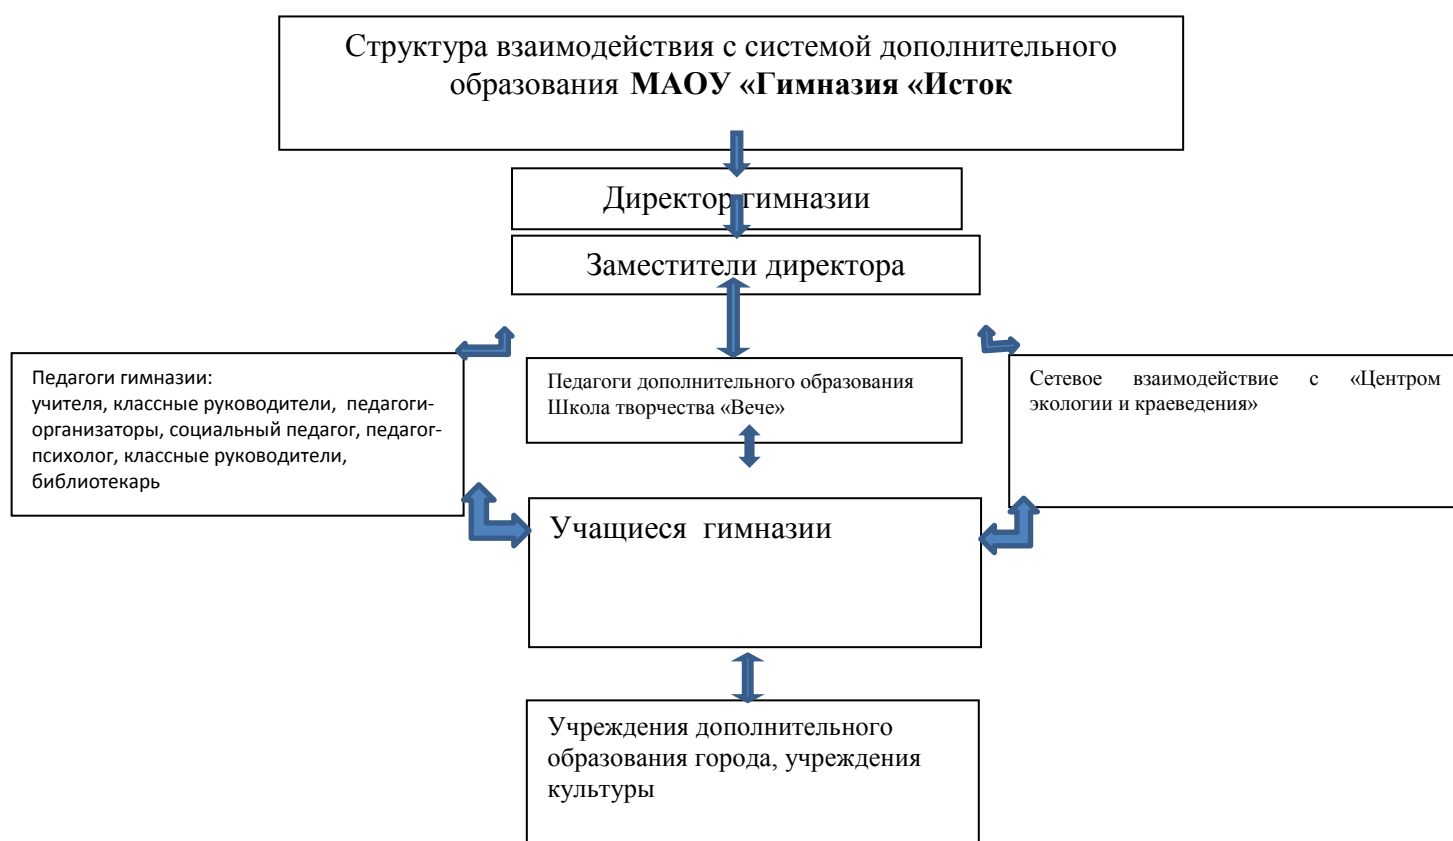 Структура взаимодействия с системой дополнительного
образования МАОУ «Гимназия «Исток
Директор гимназии
Заместители директора
Педагоги гимназии:
учителя, классные руководители, педагоги-
организаторы, социальный педагог, педагог-
психолог, классные руководители,
библиотекарь
Педагоги дополнительного образования
Школа творчества «Вече»
Сетевое взаимодействие с «Центром
экологии и краеведения»
Учащиеся гимназии
Учреждения дополнительного
образования города, учреждения
культуры